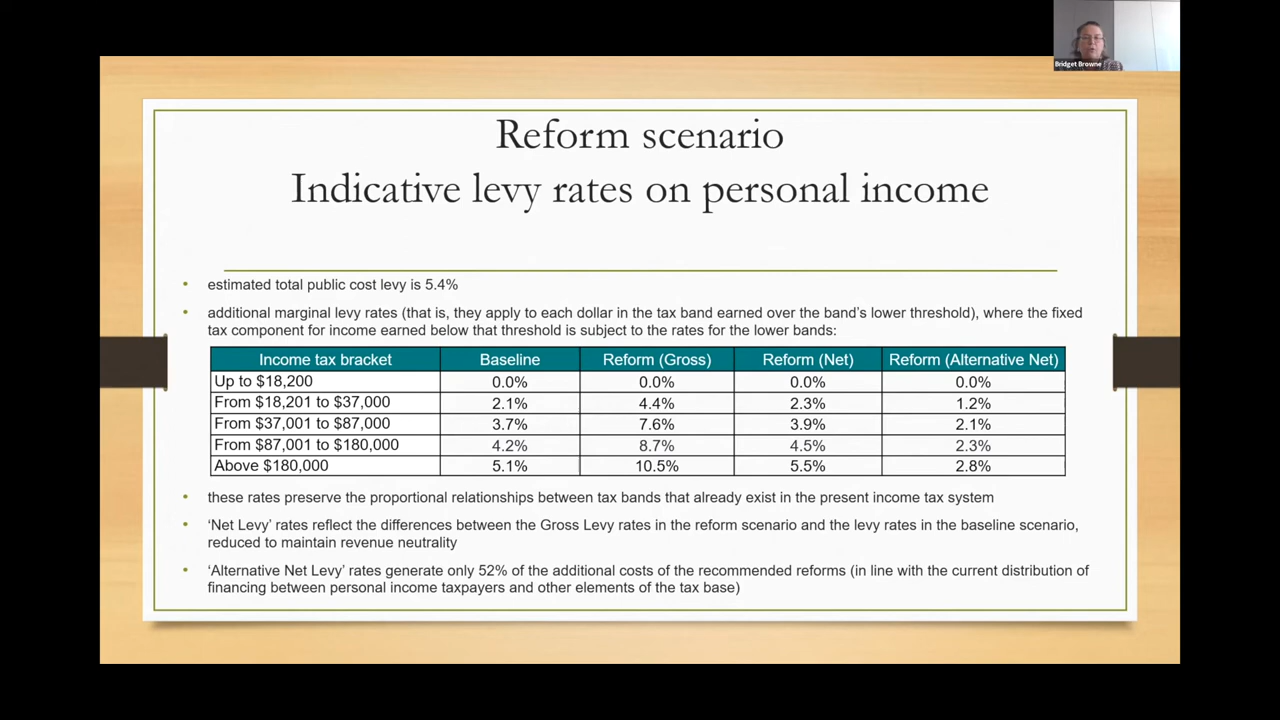 Bridget Browne
Reform scenario
Indicative levy rates on personal income
• estimated total public cost levy is 5.4%
• additional marginal levy rates (that is, they apply to each dollar in the tax band earned over the band’s lower threshold), where the fixed
tax component for income earned below that threshold is subject to the rates for the lower bands:
Income tax bracket Baseline Reform (Gross) Reform (Net) Reform (Alternative Net)
Up to $18,200 0.0% 0.0% 0.0% 0.0%
From $18,201 to $37,000 2.1% 4.4% 2.3% 1.2%
From $37,001 to $87,000 3.7% 7.6% 3.9% 2.1%
From $87,001 to $180,000 4.2% 8.7% 4.5% 2.3%
Above $180,000 5.1% 10.5% 5.5% 2.8%
• these rates preserve the proportional relationships between tax bands that already exist in the present income tax system
• ‘Net Levy’ rates reflect the differences between the Gross Levy rates in the reform scenario and the levy rates in the baseline scenario,
reduced to maintain revenue neutrality
• ‘Alternative Net Levy’ rates generate only 52% of the additional costs of the recommended reforms (in line with the current distribution of
financing between personal income taxpayers and other elements of the tax base)